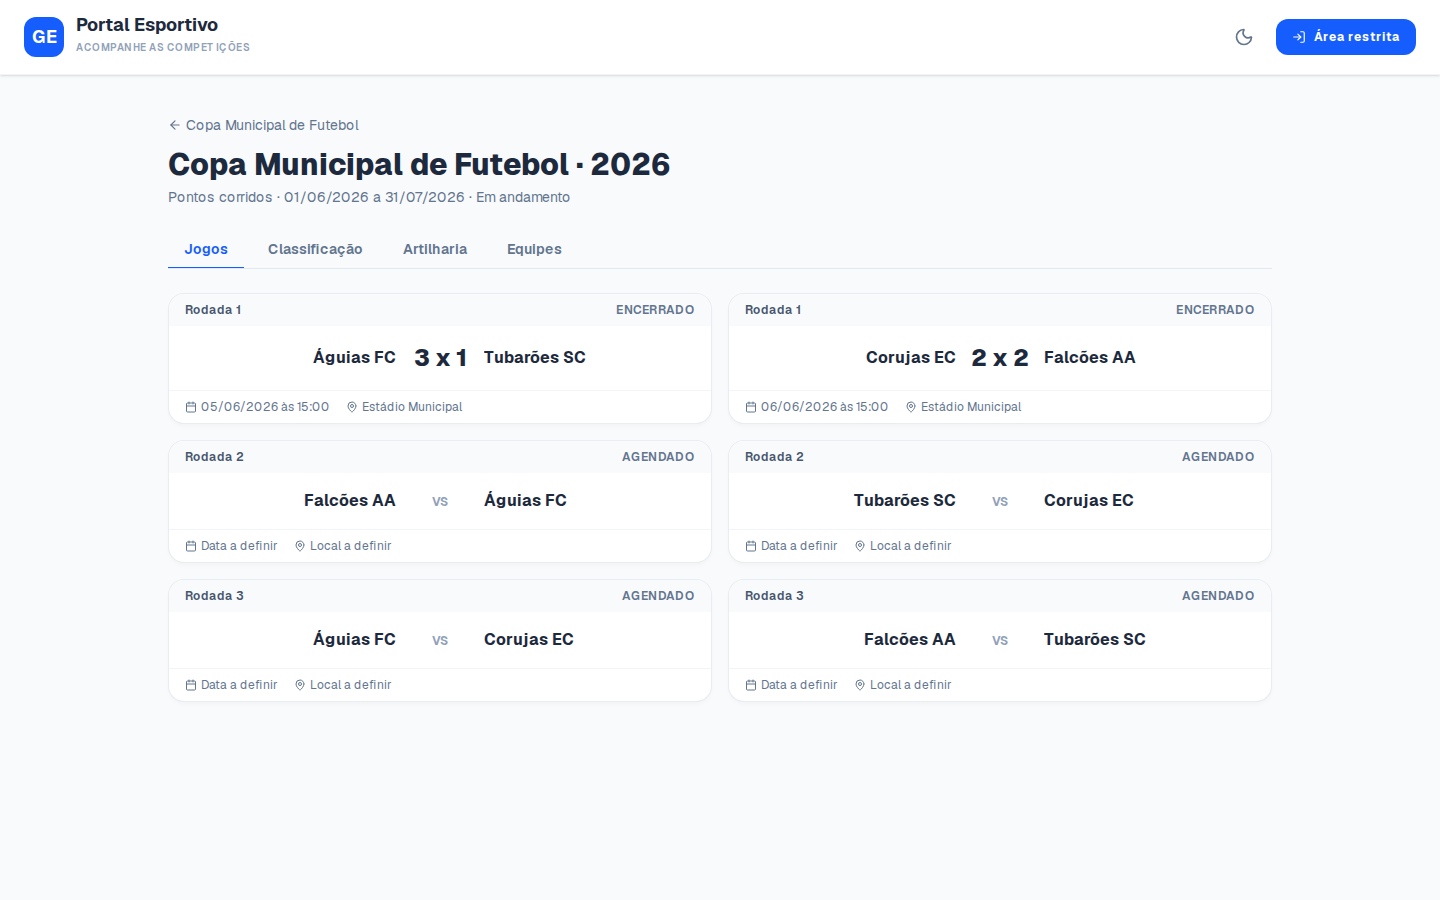 GE
Portal Esportivo
ACOMPANHE AS COMPETIÇÕES
Área restrita
Copa Municipal de Futebol
Copa Municipal de Futebol · 2026
Pontos corridos · 01/06/2026 a 31/07/2026 · Em andamento
Jogos Classificação Artilharia Equipes
Rodada 1 ENCERRADO
Águias FC 3 x 1 Tubarões SC
05/06/2026 às 15:00 Estádio Municipal
Rodada 1 ENCERRADO
Corujas EC 2 x 2 Falcões AA
06/06/2026 às 15:00 Estádio Municipal
Rodada 2 AGENDADO
Falcões AA vs Águias FC
Data a definir Local a definir
Rodada 2 AGENDADO
Tubarões SC vs Corujas EC
Data a definir Local a definir
Rodada 3 AGENDADO
Águias FC vs Corujas EC
Data a definir Local a definir
Rodada 3 AGENDADO
Falcões AA vs Tubarões SC
Data a definir Local a definir